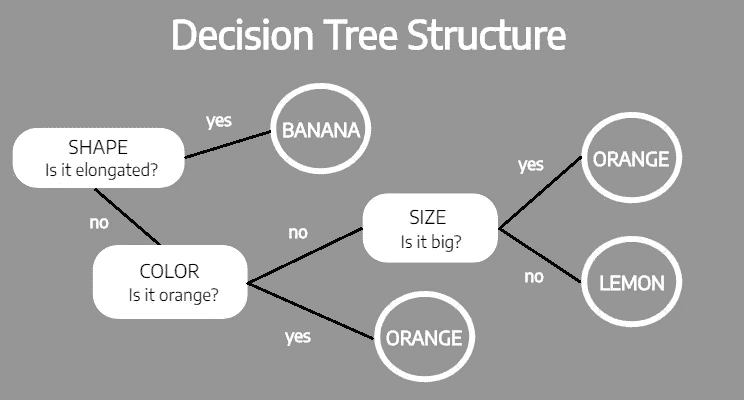 Decision Tree Structure
SHAPE
Is it elongated?
yes
BANANA
no
COLOR
Is it orange?
no
SIZE
Is it big?
yes
ORANGE
no
LEMON
yes
ORANGE